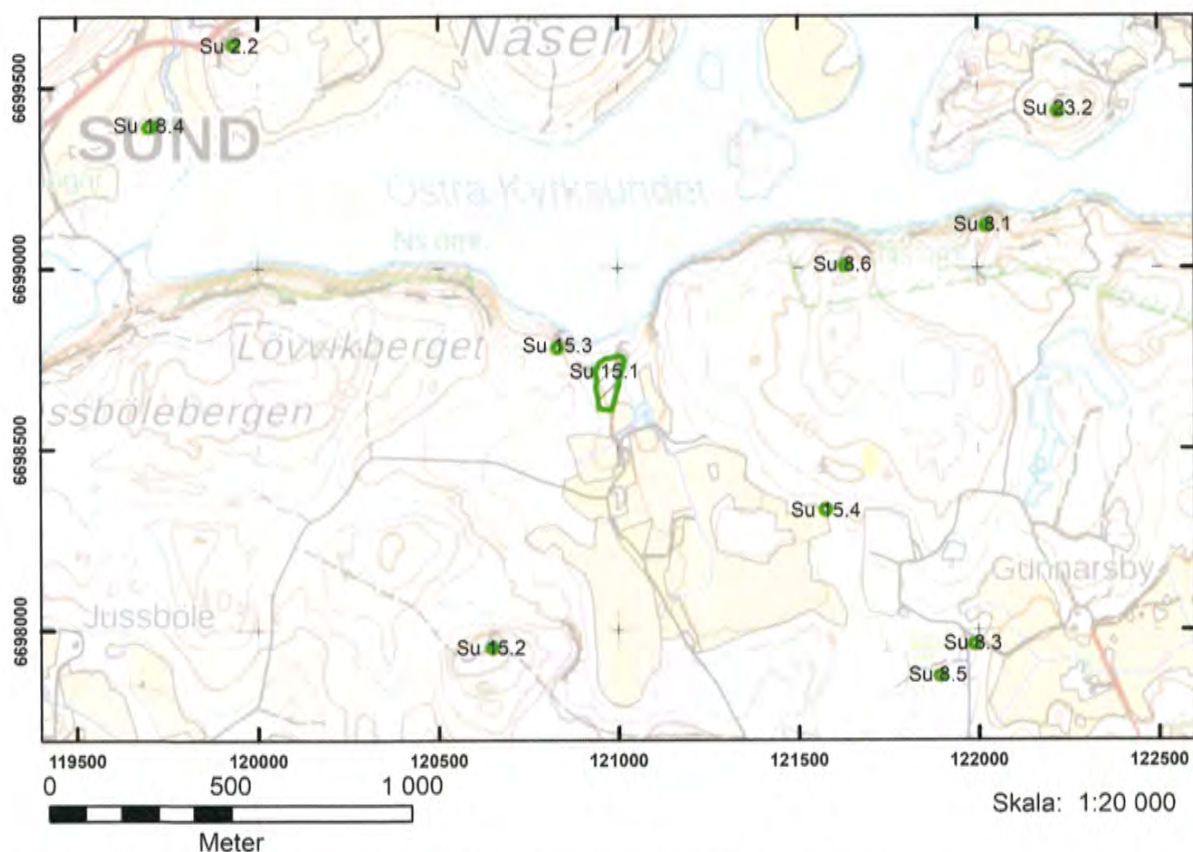 Näsen
Su 2.2
6699500
Su 23.2
Su 18.4
SUND
Östra Kyrksundet
Su 8.1
Ns omr.
6699000
Su 8.6
Su 15.3
Lövvikberget
Su 15.1
ssbölebergen
6698500
Su 15.4
Gunnarsby
Jussböle
6698000
Su 15.2
Su 8.3
Su 8.5
119500 120000 120500 121000 121500 122000 122500
0 500 1 000
Meter
Skala: 1:20 000